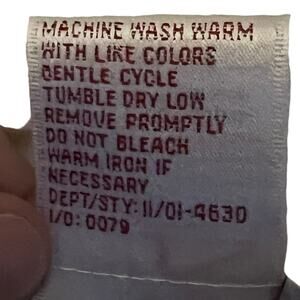 MACHINE WASH WARM
WITH LIKE COLORS
GENTLE CYCLE
TUMBLE DRY LOW
REMOVE PROMPTLY
DO NOT BLEACH
WARM IRON IF
NECESSARY
DEPT/STY: 11/01-4630
I/O: 0079